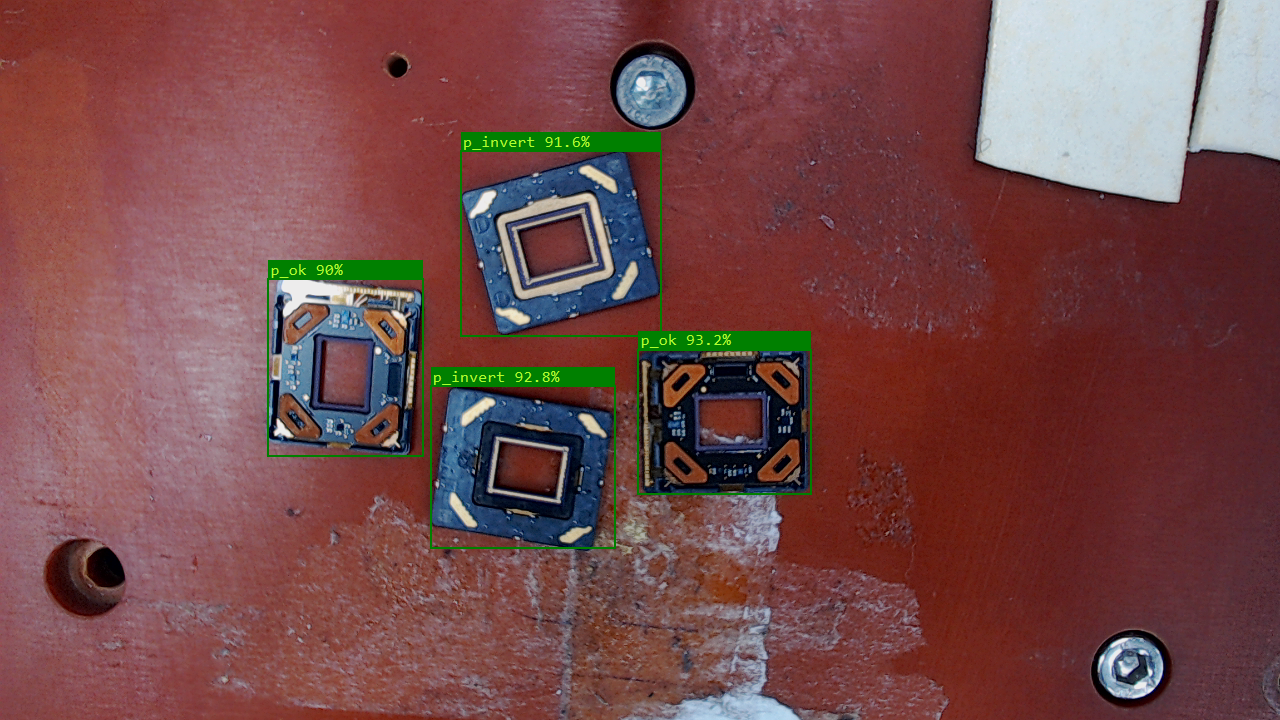 p_invert 91.6%
p_ok 90%
p_ok 93.2%
p_invert 92.8%